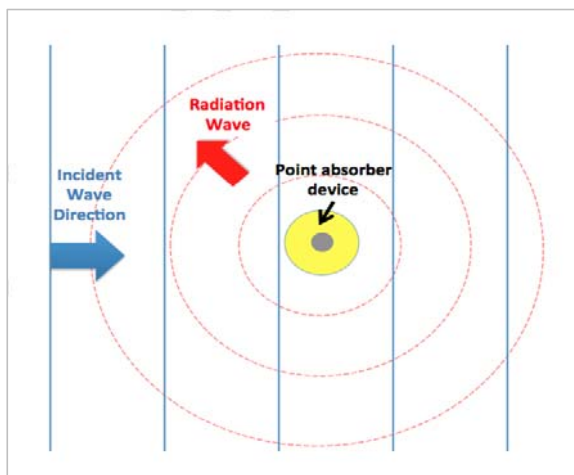 Radiation
Wave
Point absorber
device
Incident
Wave
Direction